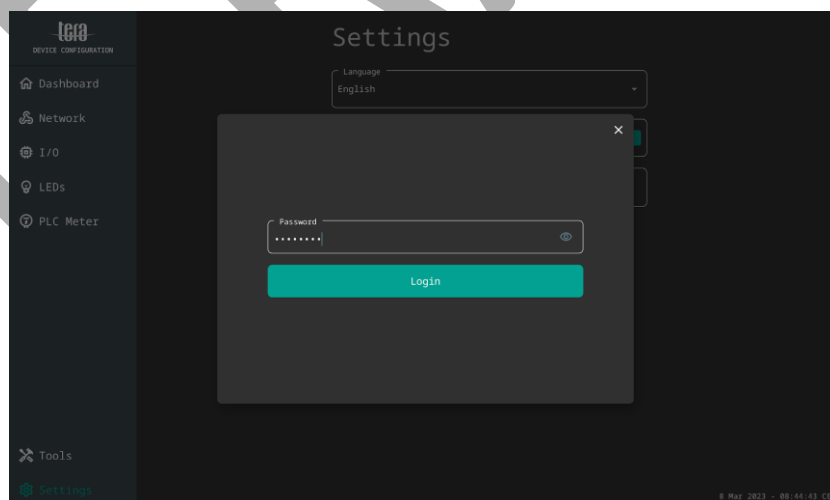 tera
DEVICE CONFIGURATION
Dashboard
Network
I/O
LEDs
PLC Meter
Tools
Settings
Settings
Language
English
Password
••••••••
Login
8 Mar 2023 - 08:44:43